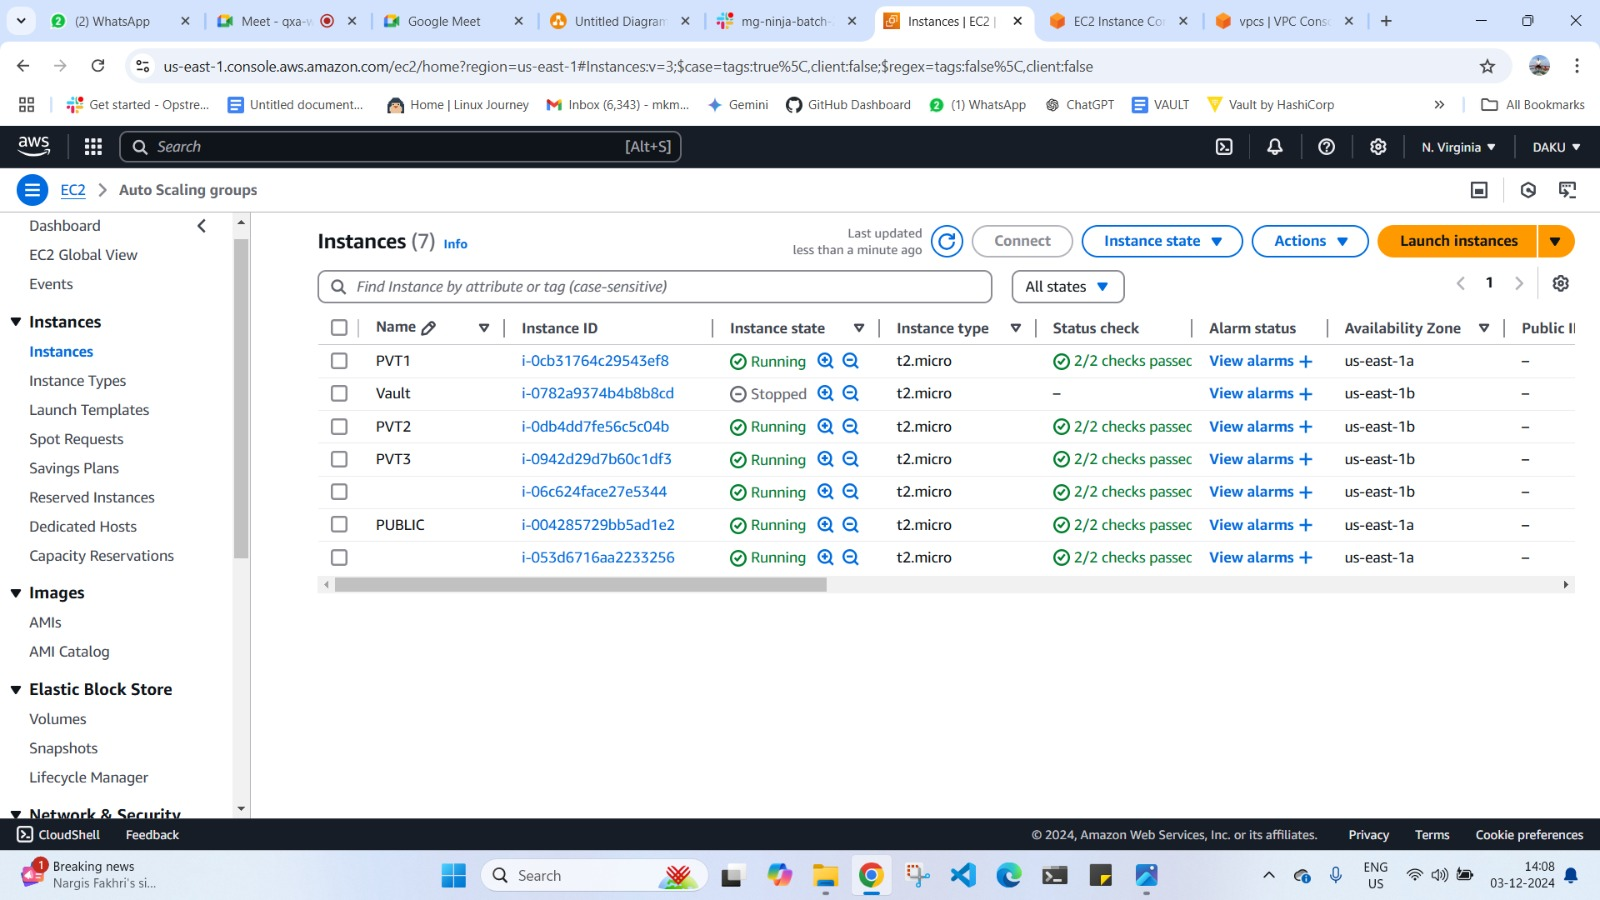 (2) WhatsApp
Meet - qxa-w
Google Meet
Untitled Diagram
mg-ninja-batch-
Instances | EC2 |
EC2 Instance Co
vpcs | VPC Cons
us-east-1.console.aws.amazon.com/ec2/home?region=us-east-1#Instances:v=3;$case=tags:true%5C,client:false;$regex=tags:false%5C,client:false
Get started - Opstre...
Untitled document...
Home | Linux Journey
Inbox (6,343) - mkm...
Gemini
GitHub Dashboard
(1) WhatsApp
ChatGPT
VAULT
Vault by HashiCorp
All Bookmarks
aws
Search
[Alt+S]
N. Virginia
DAKU
EC2
Auto Scaling groups
Dashboard
EC2 Global View
Events
Instances
Instances
Instance Types
Launch Templates
Spot Requests
Savings Plans
Reserved Instances
Dedicated Hosts
Capacity Reservations
Images
AMIs
AMI Catalog
Elastic Block Store
Volumes
Snapshots
Lifecycle Manager
Network & Security
Instances (7) Info
Last updated
less than a minute ago
Connect
Instance state
Actions
Launch instances
Find Instance by attribute or tag (case-sensitive)
All states
1
Name Instance ID Instance state Instance type Status check Alarm status Availability Zone Public I
PVT1 i-0cb31764c29543ef8 Running t2.micro 2/2 checks passec View alarms + us-east-1a –
Vault i-0782a9374b4b8b8cd Stopped t2.micro – View alarms + us-east-1b –
PVT2 i-0db4dd7fe56c5c04b Running t2.micro 2/2 checks passec View alarms + us-east-1b –
PVT3 i-0942d29d7b60c1df3 Running t2.micro 2/2 checks passec View alarms + us-east-1b –
i-06c624face27e5344 Running t2.micro 2/2 checks passec View alarms + us-east-1b –
PUBLIC i-004285729bb5ad1e2 Running t2.micro 2/2 checks passec View alarms + us-east-1a –
i-053d6716aa2233256 Running t2.micro 2/2 checks passec View alarms + us-east-1a –
CloudShell
Feedback
© 2024, Amazon Web Services, Inc. or its affiliates.
Privacy
Terms
Cookie preferences
1
Breaking news
Nargis Fakhri's si...
Search
ENG
US
14:08
03-12-2024